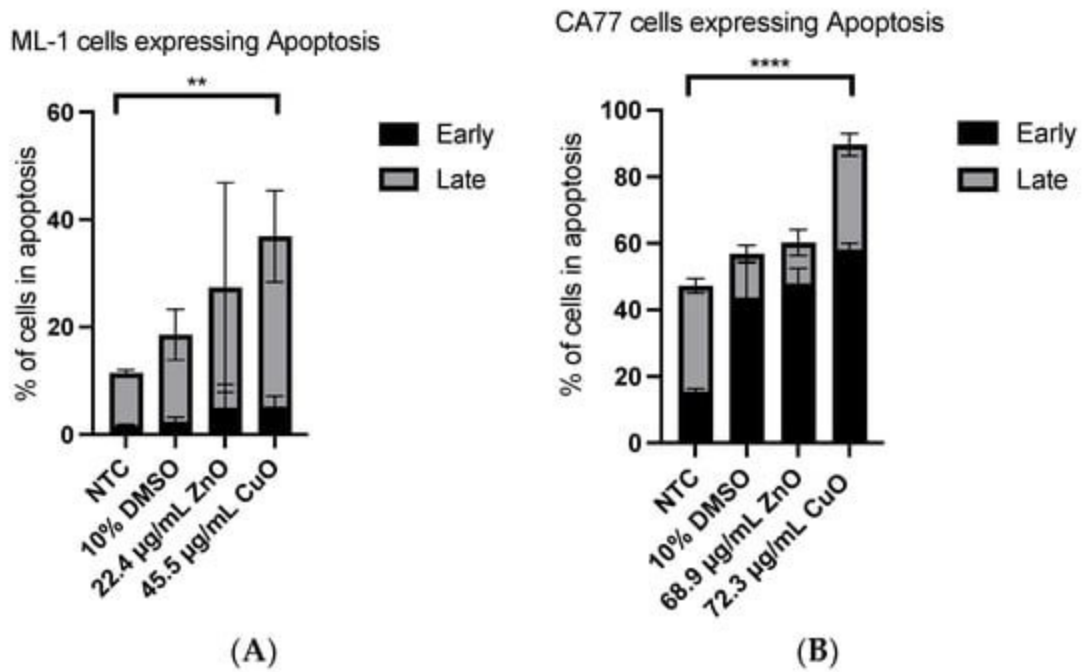 ML-1 cells expressing Apoptosis
**
60
40
20
0
% of cells in apoptosis
Early
Late
NTC
10% DMSO
22.4 µg/mL ZnO
45.5 µg/mL CuO
(A)
CA77 cells expressing Apoptosis
****
100
80
60
40
20
0
% of cells in apoptosis
Early
Late
NTC
10% DMSO
68.9 µg/mL ZnO
72.3 µg/mL CuO
(B)